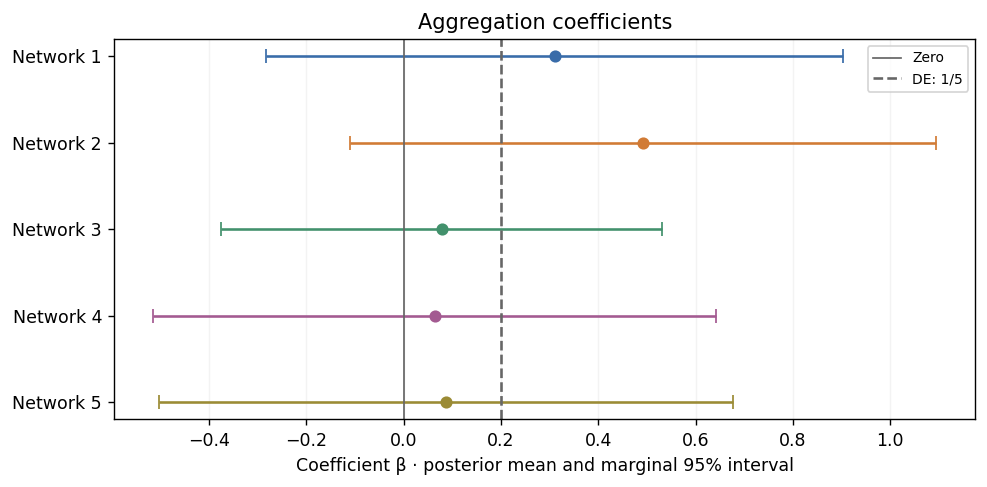 Aggregation coefficients
Network 1
Network 2
Network 3
Network 4
Network 5
Zero
DE: 1/5
−0.4 −0.2 0.0 0.2 0.4 0.6 0.8 1.0
Coefficient β · posterior mean and marginal 95% interval